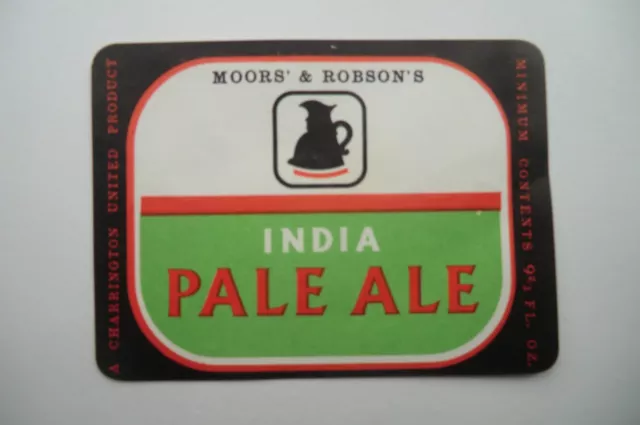 MOORS' & ROBSON'S
INDIA
PALE ALE
A CHARRINGTON UNITED PRODUCT
MINIMUM CONTENTS 9⅔ FL. OZ.